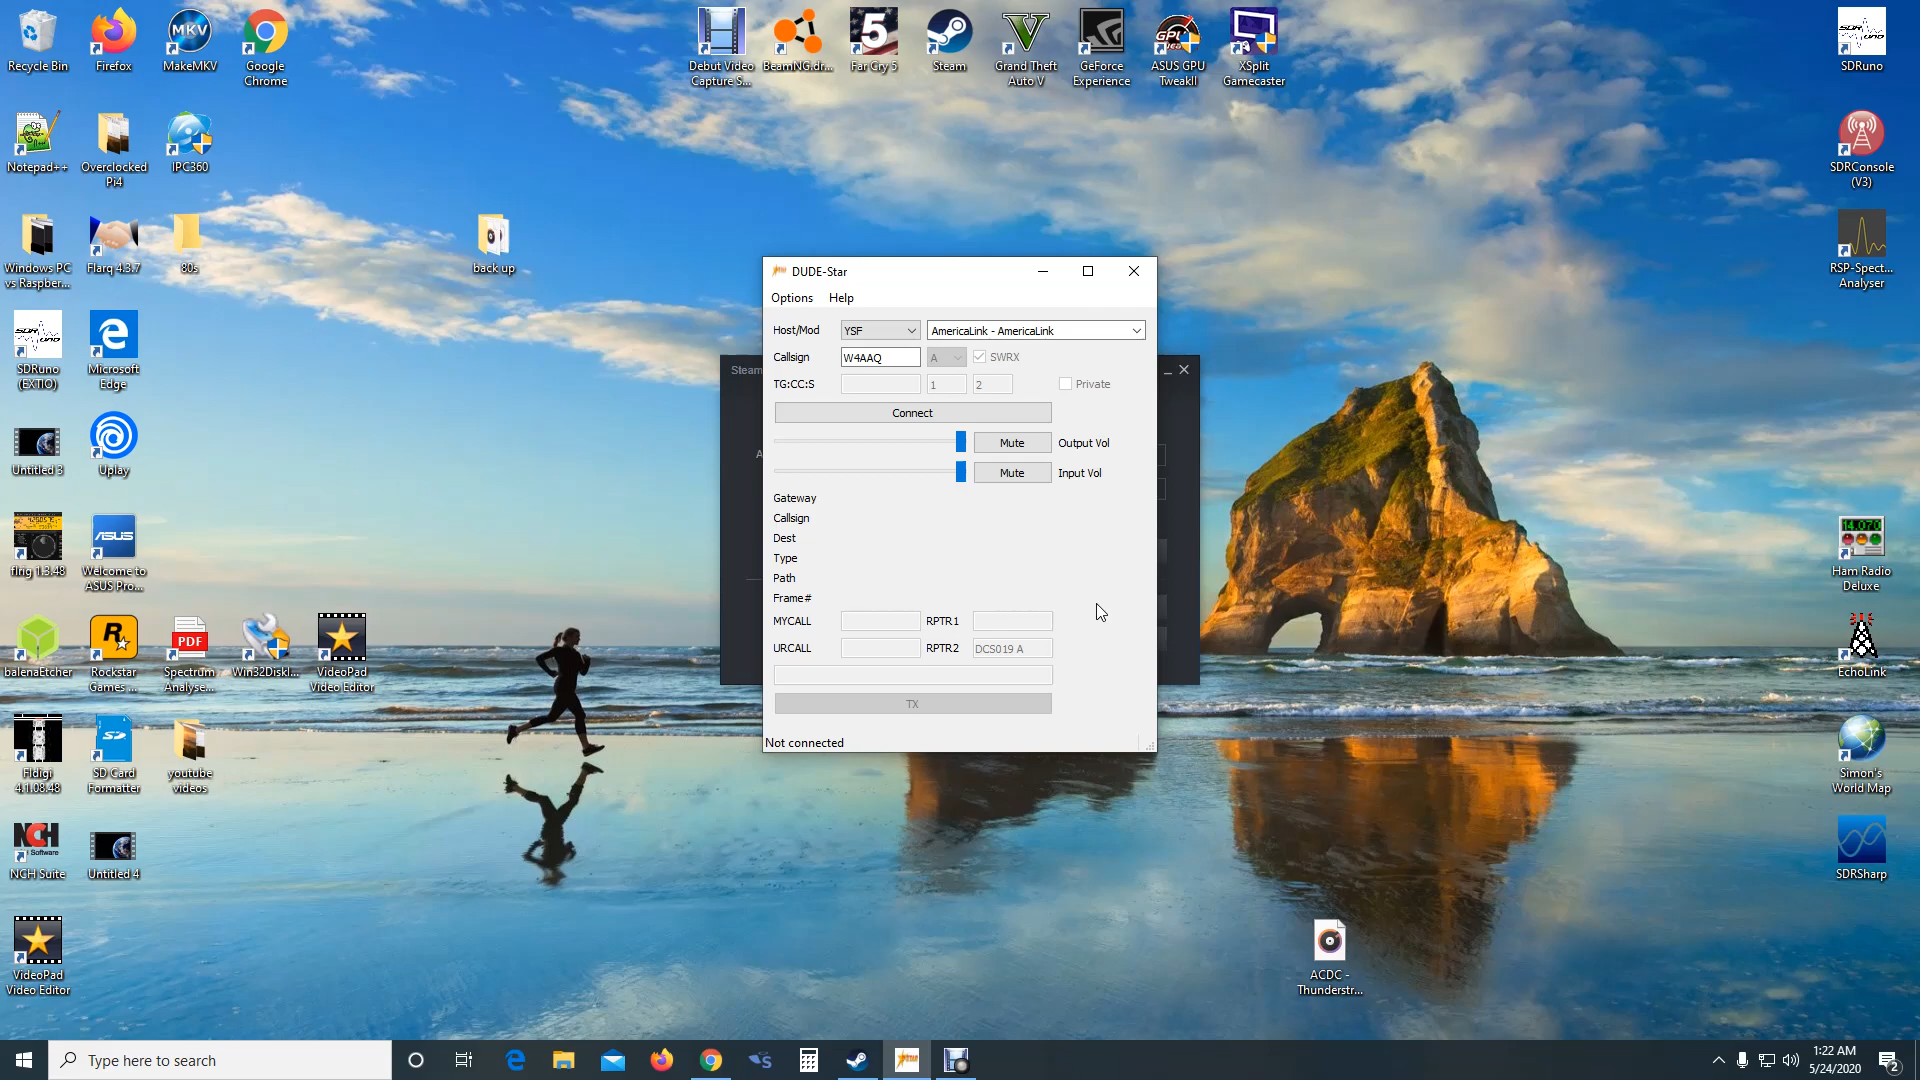 Recycle Bin
Firefox
MakeMKV
Google
Chrome
Debut Video
Capture S...
BeamNG.dr...
Far Cry 5
Steam
Grand Theft
Auto V
GeForce
Experience
ASUS GPU
TweakII
XSplit
Gamecaster
SDRuno
Notepad++
Overclocked
Pi4
IPC360
SDRConsole
(V3)
Windows PC
vs Raspber...
Flarq 4.3.7
80s
back up
RSP-Spect...
Analyser
SDRuno
(EXTIO)
Microsoft
Edge
Untitled 3
Uplay
flrig 1.3.48
Welcome to
ASUS Pro...
Ham Radio
Deluxe
balenaEtcher
Rockstar
Games ...
Spectrum
Analyse...
Win32DiskI...
VideoPad
Video Editor
EchoLink
Fldigi
4.1.08.48
SD Card
Formatter
youtube
videos
Simon's
World Map
NCH Suite
Untitled 4
SDRSharp
VideoPad
Video Editor
ACDC -
Thunderstr...
Steam
DUDE-Star
Options Help
Host/Mod YSF AmericaLink - AmericaLink
Callsign W4AAQ A SWRX
TG:CC:S 1 2 Private
Connect
Mute Output Vol
Mute Input Vol
Gateway
Callsign
Dest
Type
Path
Frame#
MYCALL RPTR1
URCALL RPTR2 DCS019 A
TX
Not connected
Type here to search
1:22 AM
5/24/2020
2